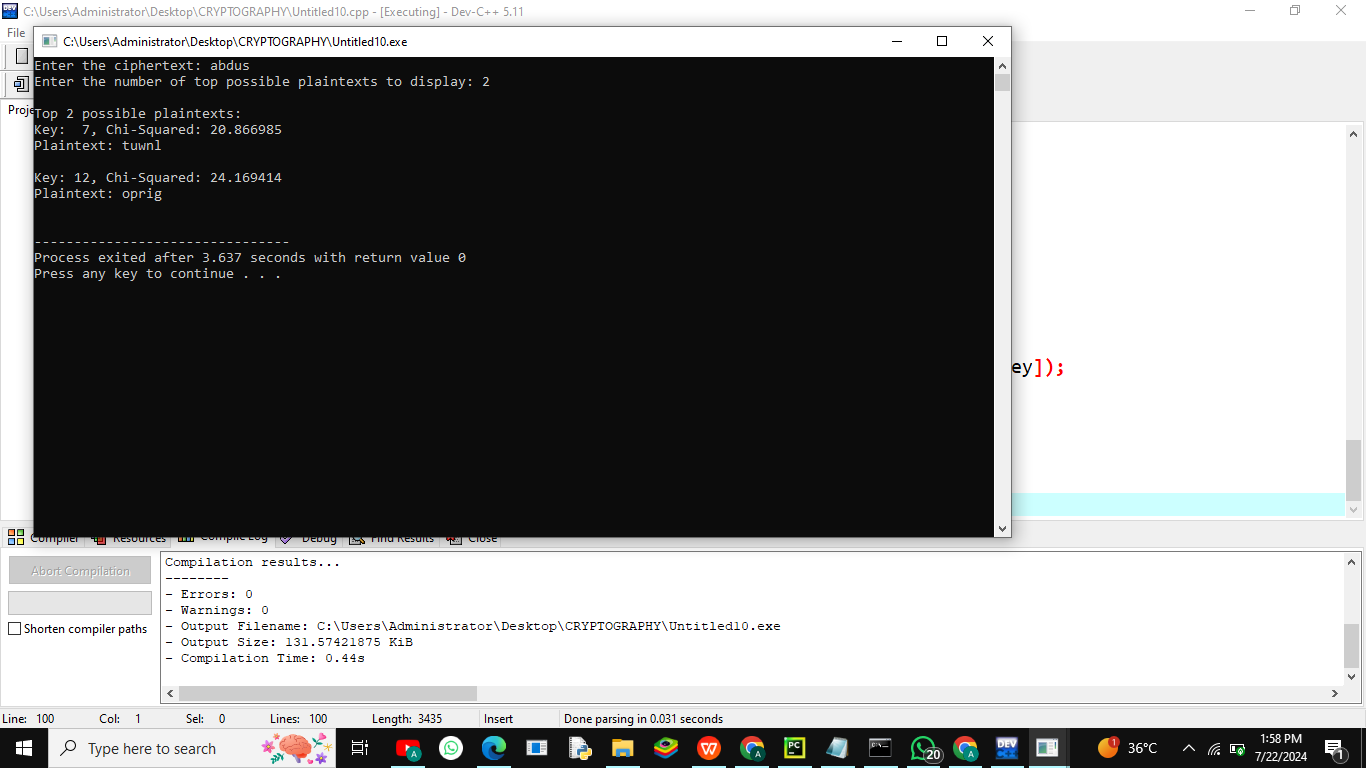 C:\Users\Administrator\Desktop\CRYPTOGRAPHY\Untitled10.cpp - [Executing] - Dev-C++ 5.11
File
C:\Users\Administrator\Desktop\CRYPTOGRAPHY\Untitled10.exe
Enter the ciphertext: abdus
Enter the number of top possible plaintexts to display: 2
Top 2 possible plaintexts:
Key:  7, Chi-Squared: 20.866985
Plaintext: tuwnl
Key: 12, Chi-Squared: 24.169414
Plaintext: oprig
--------------------------------
Process exited after 3.637 seconds with return value 0
Press any key to continue . . .
Proje
ey]);
Compiler Resources Compile Log Debug Find Results Close
Abort Compilation
Shorten compiler paths
Compilation results...
--------
- Errors: 0
- Warnings: 0
- Output Filename: C:\Users\Administrator\Desktop\CRYPTOGRAPHY\Untitled10.exe
- Output Size: 131.57421875 KiB
- Compilation Time: 0.44s
Line: 100 Col: 1 Sel: 0 Lines: 100 Length: 3435 Insert Done parsing in 0.031 seconds
Type here to search
A
A
PC
20
A
DEV
1
36°C
1:58 PM
7/22/2024
1